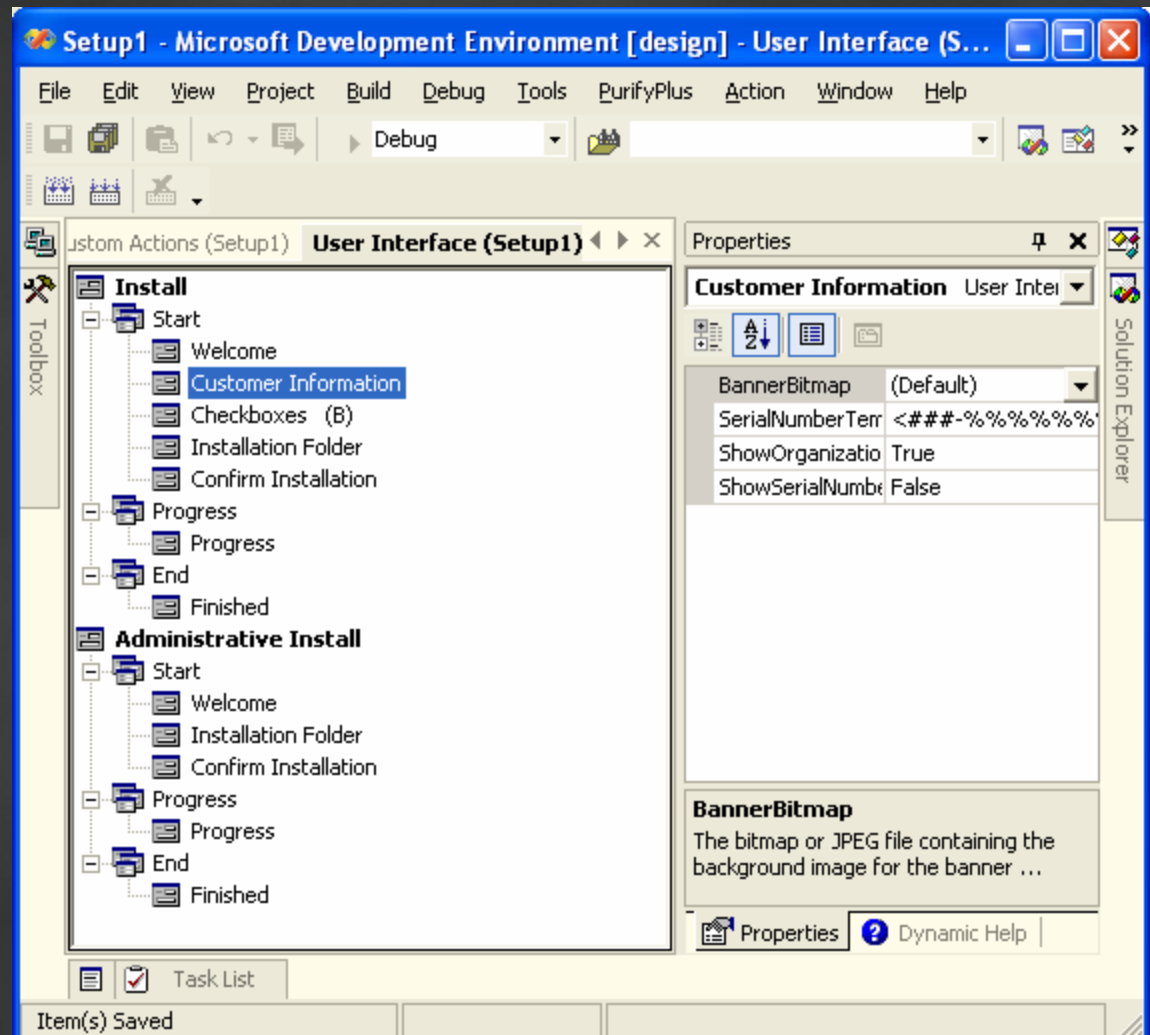 Setup1 - Microsoft Development Environment [design] - User Interface (S...
File Edit View Project Build Debug Tools PurifyPlus Action Window Help
Debug
ustom Actions (Setup1) User Interface (Setup1)
Toolbox
Install
Start
Welcome
Customer Information
Checkboxes (B)
Installation Folder
Confirm Installation
Progress
Progress
End
Finished
Administrative Install
Start
Welcome
Installation Folder
Confirm Installation
Progress
Progress
End
Finished
Properties
Customer Information User Inter
BannerBitmap (Default)
SerialNumberTem <###-%%%%%%%
ShowOrganizatio True
ShowSerialNumbe False
BannerBitmap
The bitmap or JPEG file containing the
background image for the banner ...
Properties Dynamic Help
Solution Explorer
Task List
Item(s) Saved